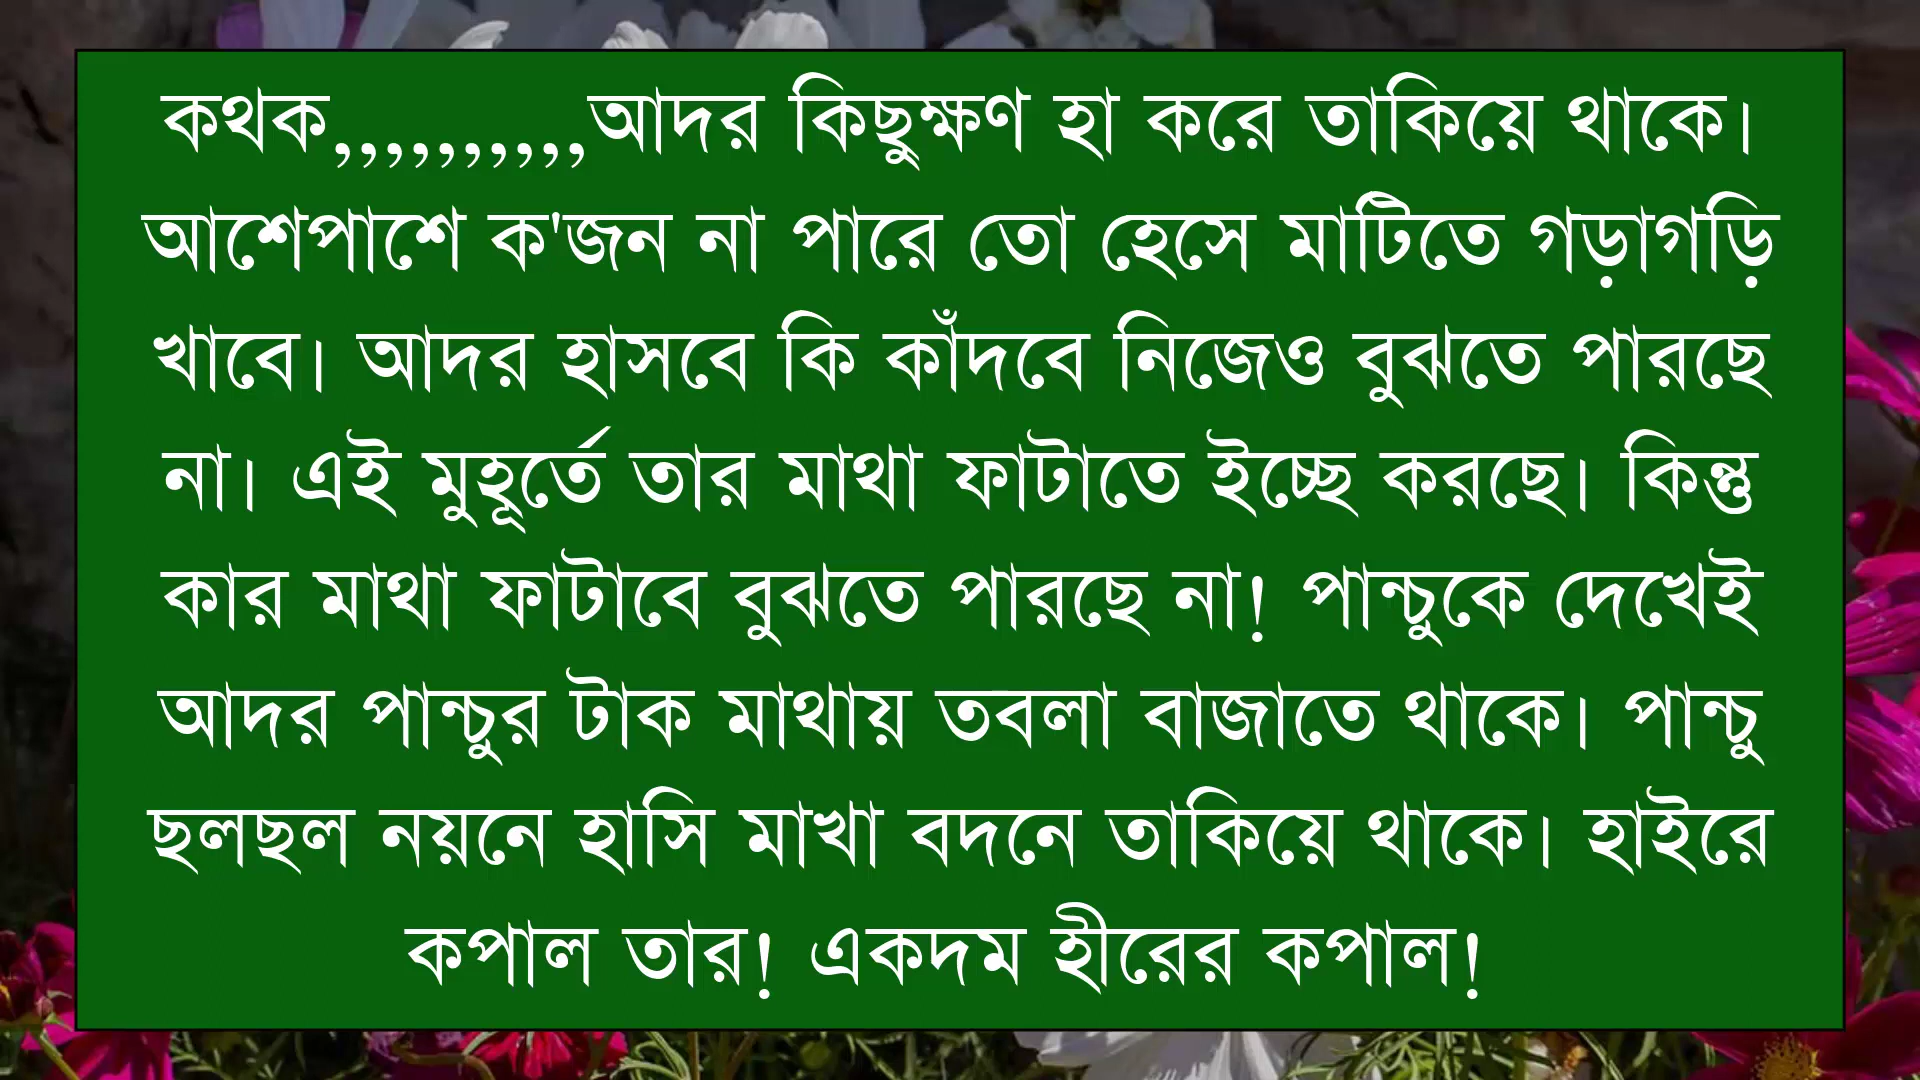 কথক,,,,,,,,,,আদর কিছুক্ষণ হা করে তাকিয়ে থাকে।
আশেপাশে ক'জন না পারে তো হেসে মাটিতে গড়াগড়ি
খাবে। আদর হাসবে কি কাঁদবে নিজেও বুঝতে পারছে
না। এই মুহূর্তে তার মাথা ফাটাতে ইচ্ছে করছে। কিন্তু
কার মাথা ফাটাবে বুঝতে পারছে না! পান্চুকে দেখেই
আদর পান্চুর টাক মাথায় তবলা বাজাতে থাকে। পান্চু
ছলছল নয়নে হাসি মাখা বদনে তাকিয়ে থাকে। হাইরে
কপাল তার! একদম হীরের কপাল!